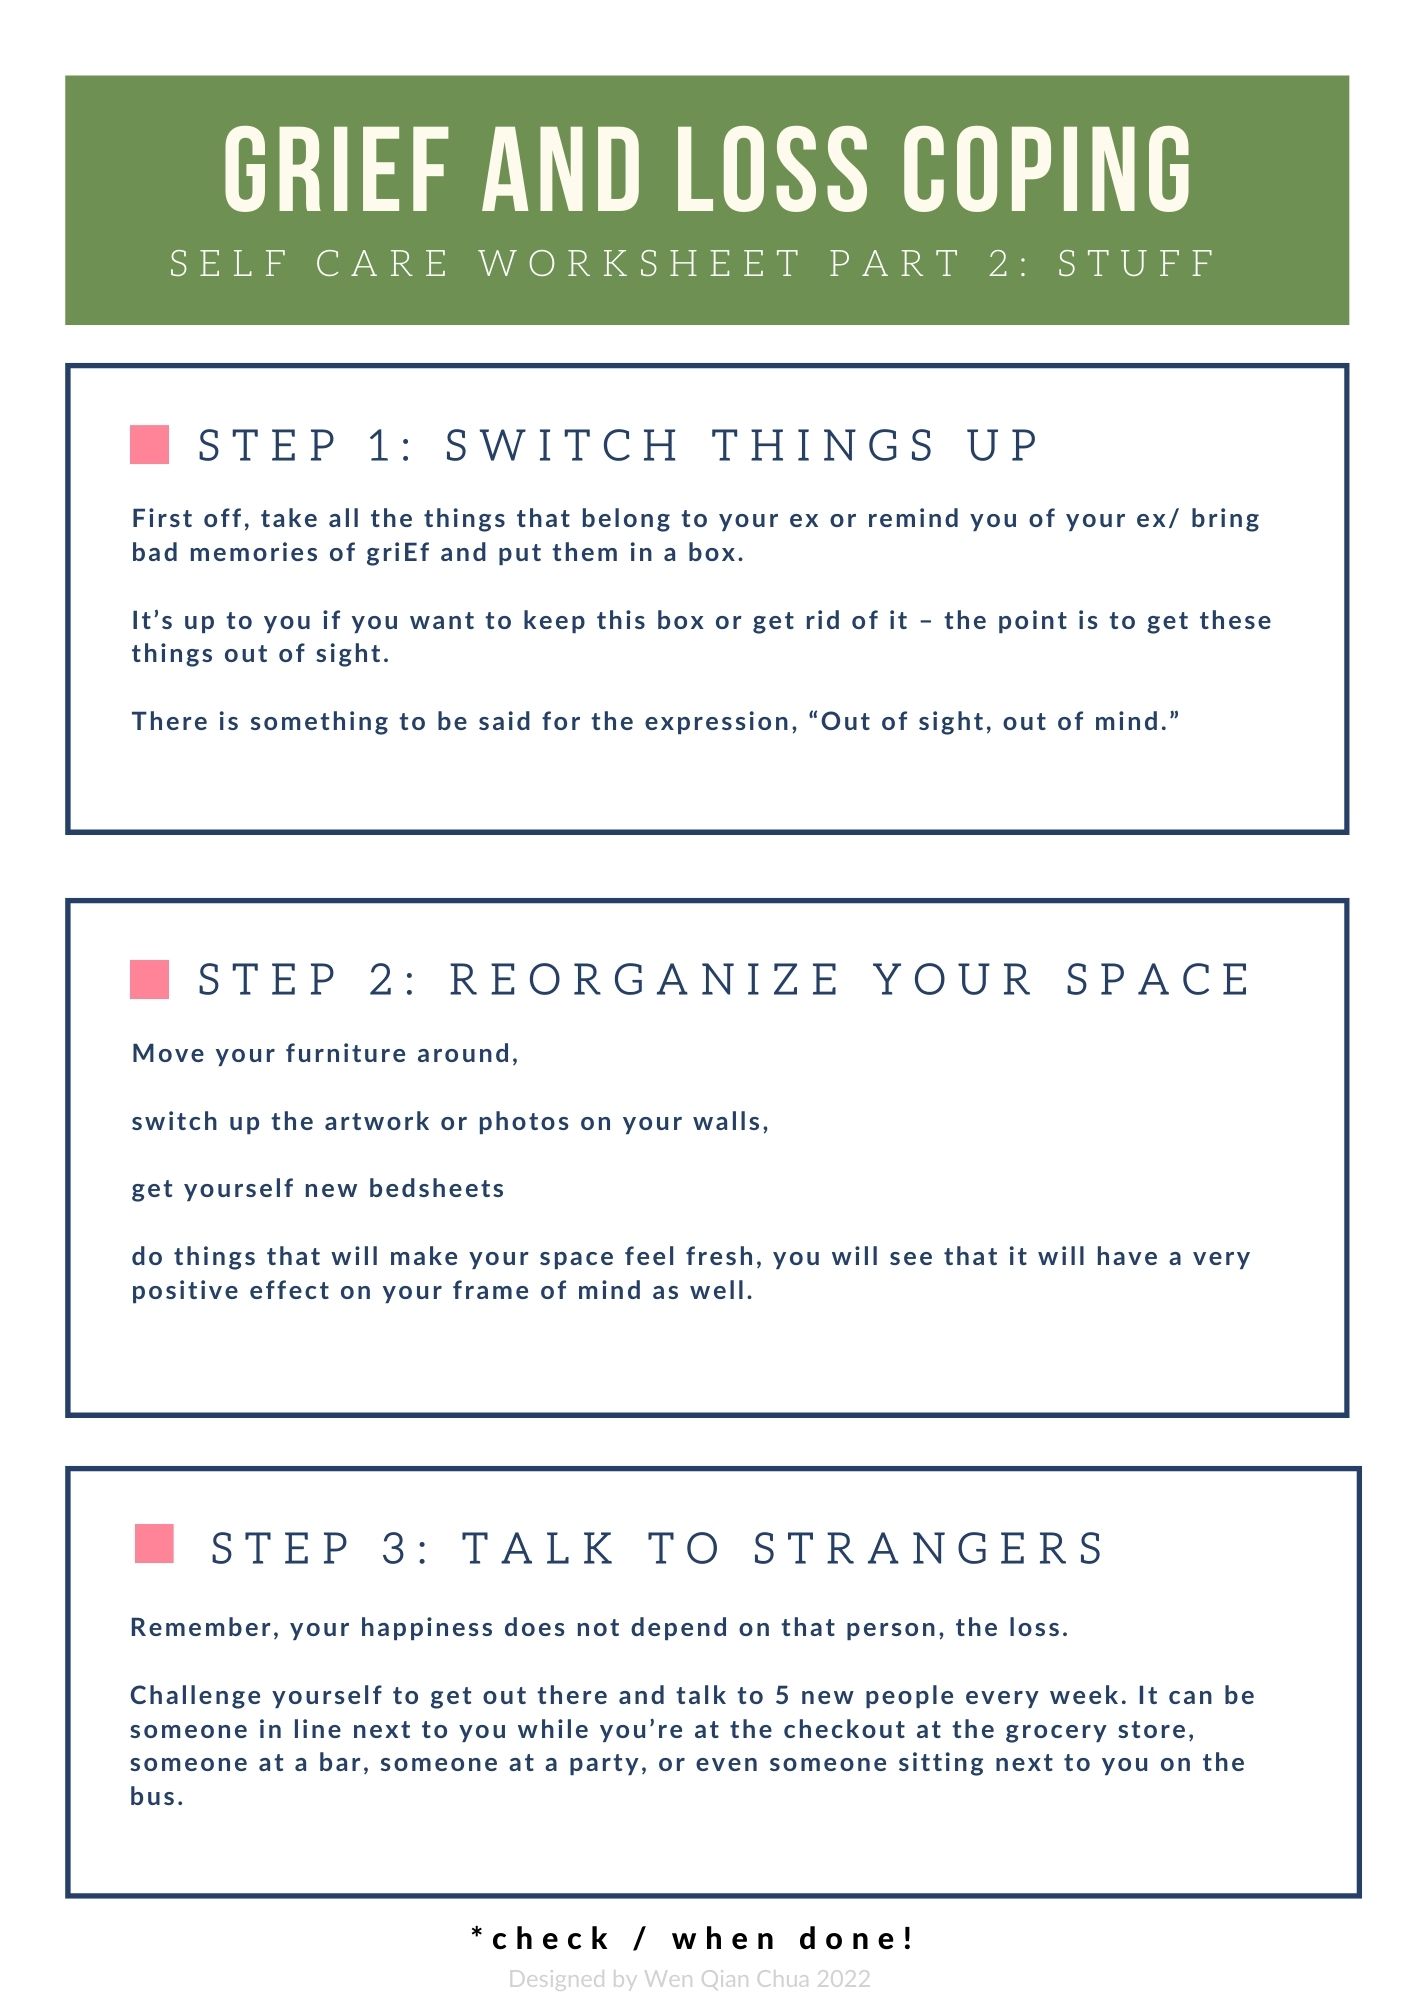 GRIEF AND LOSS COPING
SELF CARE WORKSHEET PART 2: STUFF
STEP 1: SWITCH THINGS UP
First off, take all the things that belong to your ex or remind you of your ex/ bring
bad memories of griEf and put them in a box.
It’s up to you if you want to keep this box or get rid of it – the point is to get these
things out of sight.
There is something to be said for the expression, “Out of sight, out of mind.”
STEP 2: REORGANIZE YOUR SPACE
Move your furniture around,
switch up the artwork or photos on your walls,
get yourself new bedsheets
do things that will make your space feel fresh, you will see that it will have a very
positive effect on your frame of mind as well.
STEP 3: TALK TO STRANGERS
Remember, your happiness does not depend on that person, the loss.
Challenge yourself to get out there and talk to 5 new people every week. It can be
someone in line next to you while you’re at the checkout at the grocery store,
someone at a bar, someone at a party, or even someone sitting next to you on the
bus.
*check / when done!
Designed by Wen Qian Chua 2022